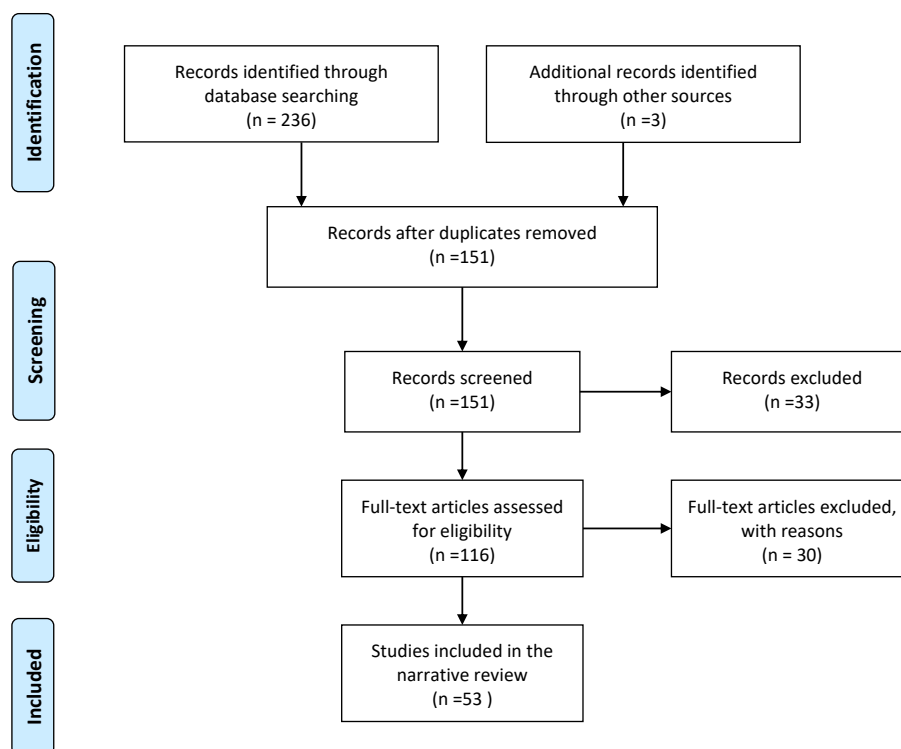 Identification
Records identified through
database searching
(n = 236)
Additional records identified
through other sources
(n =3)
Records after duplicates removed
(n =151)
Screening
Records screened
(n =151)
Records excluded
(n =33)
Eligibility
Full-text articles assessed
for eligibility
(n =116)
Full-text articles excluded,
with reasons
(n = 30)
Included
Studies included in the
narrative review
(n =53 )